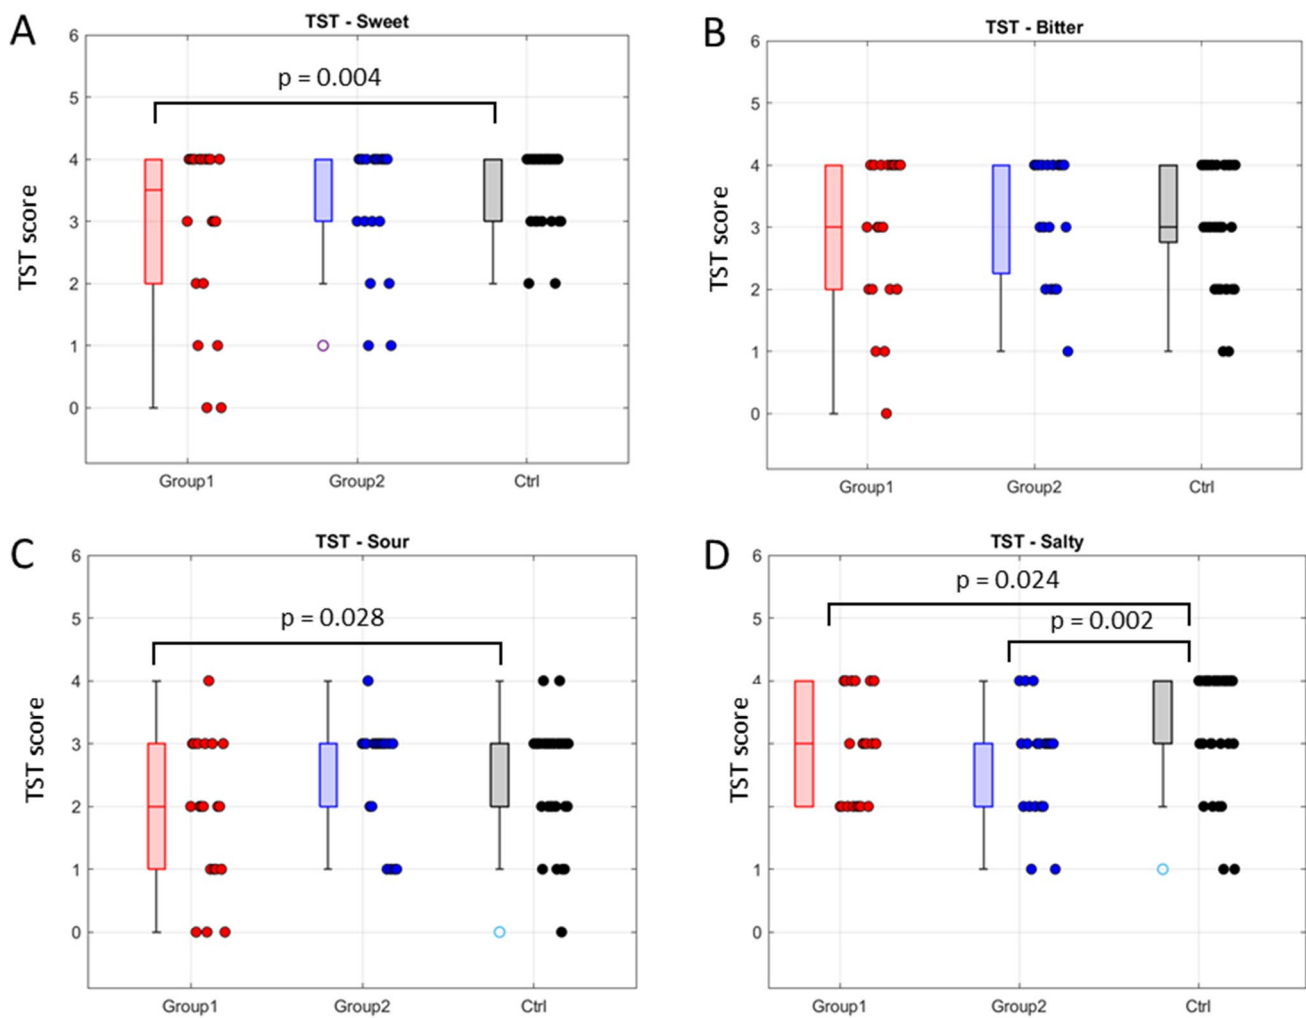 A
TST - Sweet
6
5
4
3
2
1
0
TST score
p = 0.004
Group1
Group2
Ctrl
B
TST - Bitter
6
5
4
3
2
1
0
TST score
Group1
Group2
Ctrl
C
TST - Sour
6
5
4
3
2
1
0
TST score
p = 0.028
Group1
Group2
Ctrl
D
TST - Salty
6
5
4
3
2
1
0
TST score
p = 0.024
p = 0.002
Group1
Group2
Ctrl